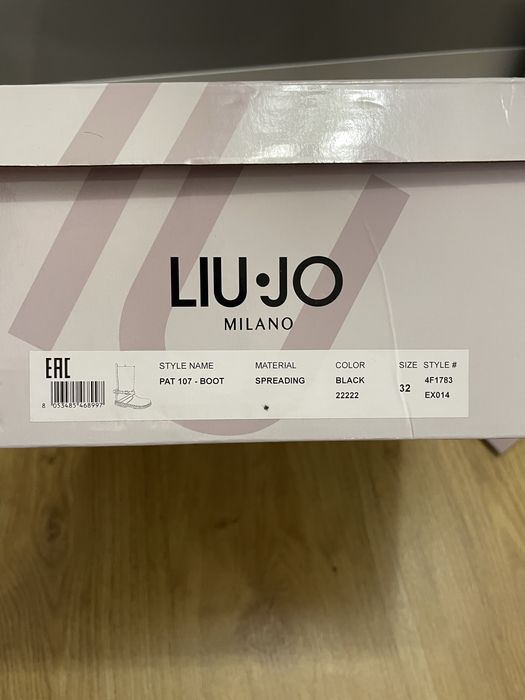 LIU·JO
MILANO
EAC
STYLE NAME MATERIAL COLOR SIZE STYLE #
PAT 107 - BOOT SPREADING BLACK 32 4F1783
22222 EX014
8 053485 468997